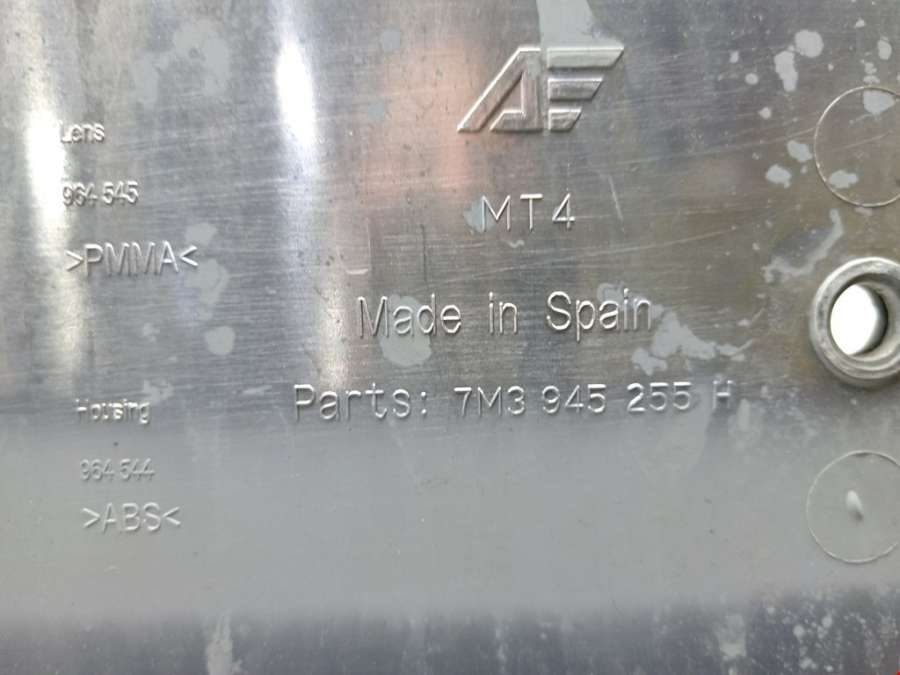 Lens
964 545
>PMMA<
Housing
964 544
>ABS<
AF
MT4
Made in Spain
Parts: 7M3 945 255 H